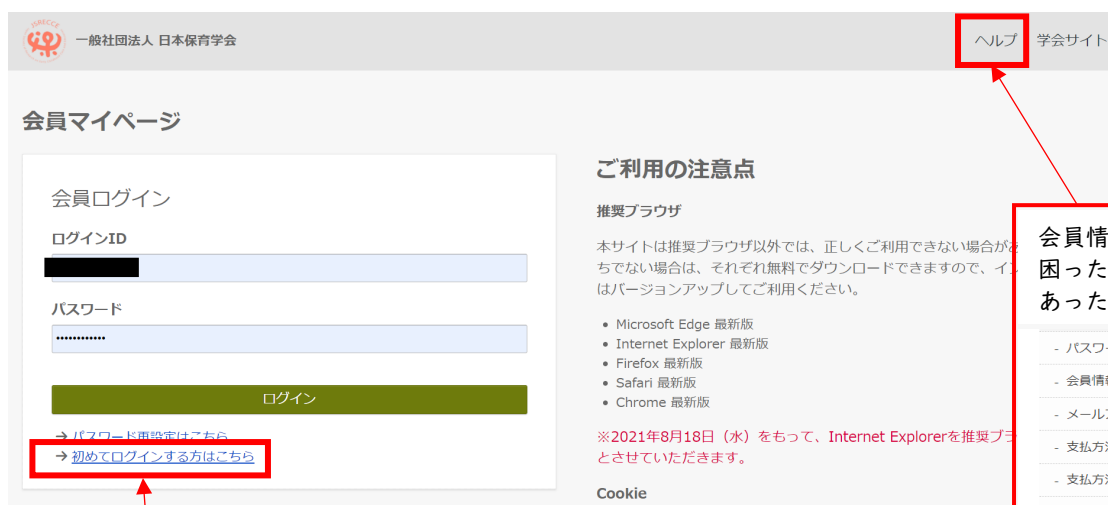 一般社団法人 日本保育学会
ヘルプ 学会サイト
会員マイページ
会員ログイン
ログインID
パスワード
ログイン
→ パスワード再設定はこちら
→ 初めてログインする方はこちら
ご利用の注意点
推奨ブラウザ
本サイトは推奨ブラウザ以外では、正しくご利用できない場合が
ちでない場合は、それぞれ無料でダウンロードできますので、イ
はバージョンアップしてご利用ください。
• Microsoft Edge 最新版
• Internet Explorer 最新版
• Firefox 最新版
• Safari 最新版
• Chrome 最新版
※2021年8月18日（水）をもって、Internet Explorerを推奨ブラ
とさせていただきます。
Cookie
会員情
困った
あった
- パスワ
- 会員情
- メール
- 支払方
- 支払方